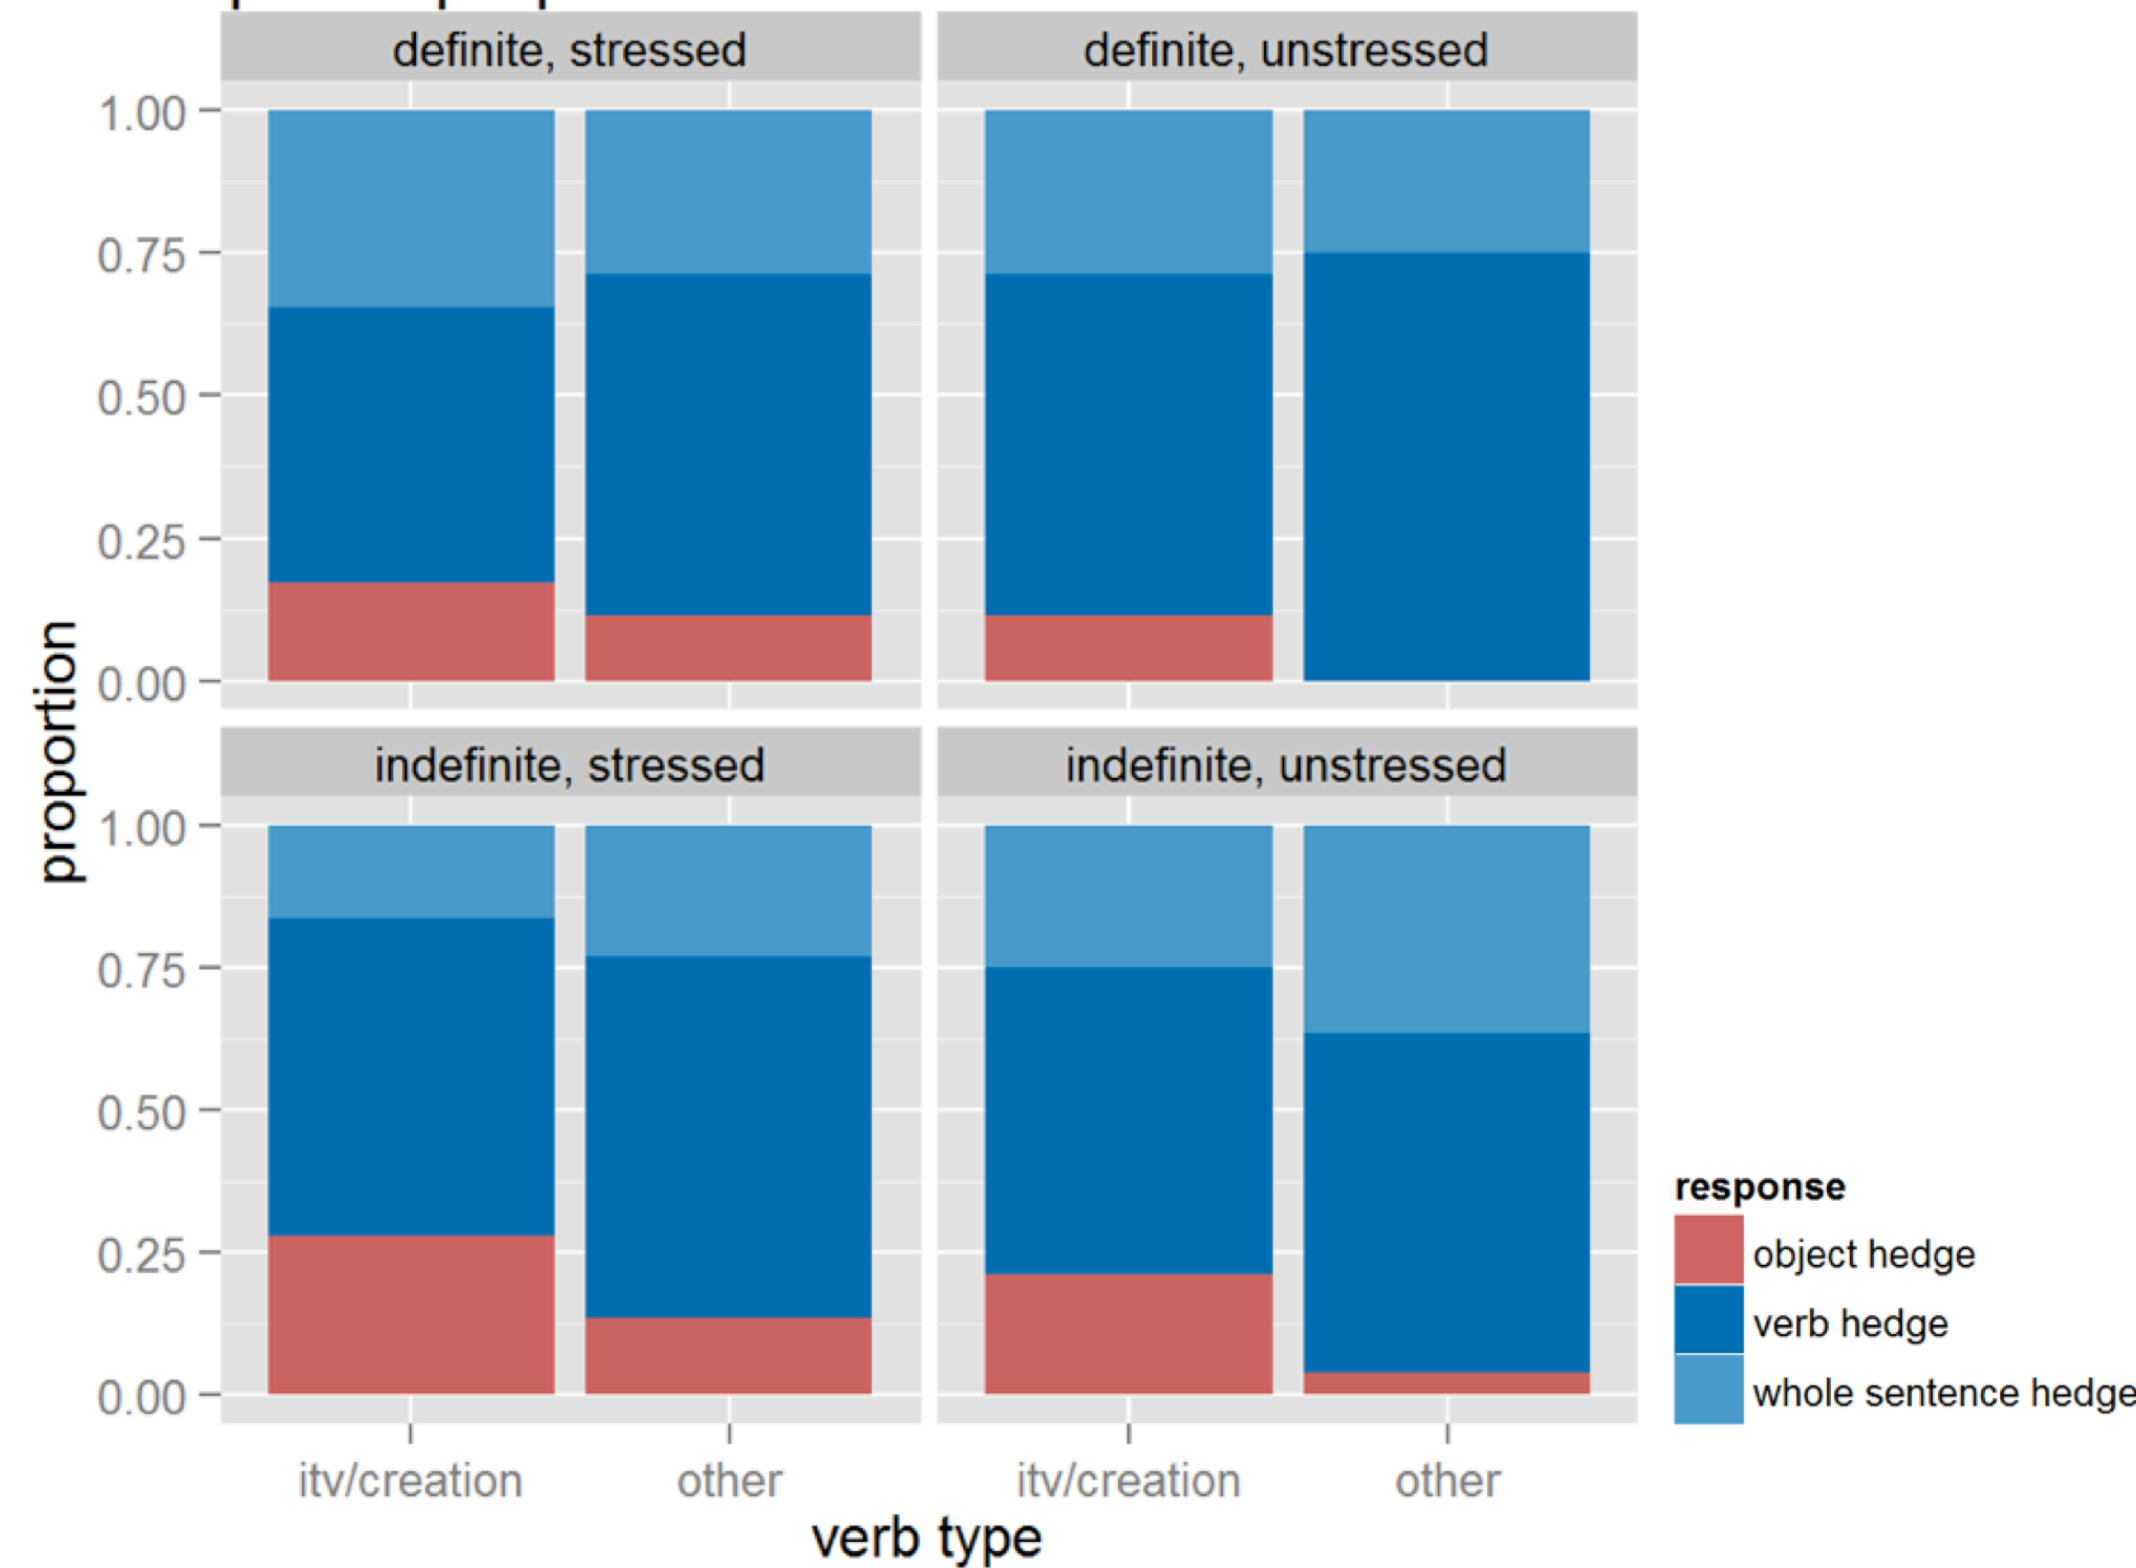 definite, stressed
definite, unstressed
1.00
0.75
0.50
0.25
0.00
indefinite, stressed
indefinite, unstressed
1.00
0.75
0.50
0.25
0.00
proportion
itv/creation
other
itv/creation
other
verb type
response
object hedge
verb hedge
whole sentence hedge